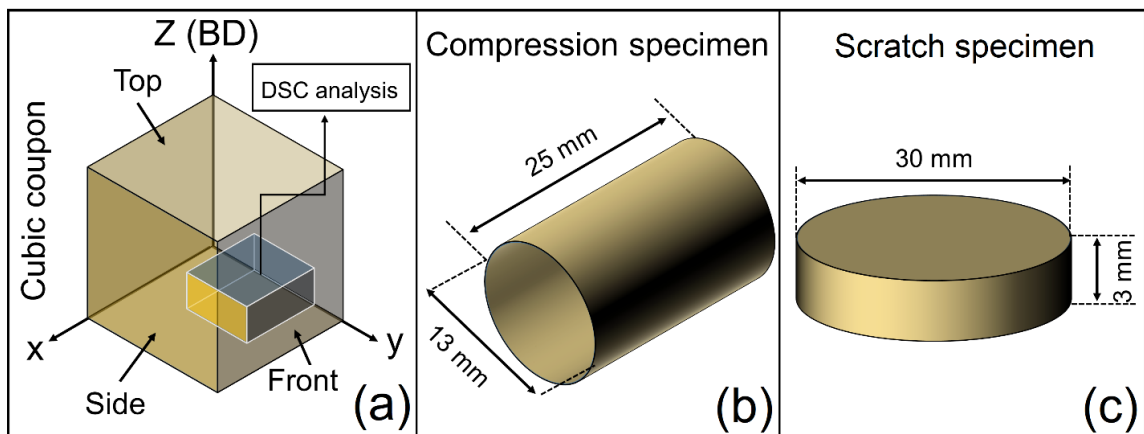 Cubic coupon
Z (BD)
Top
DSC analysis
x
y
Side
Front
(a)
Compression specimen
25 mm
13 mm
(b)
Scratch specimen
30 mm
3 mm
(c)